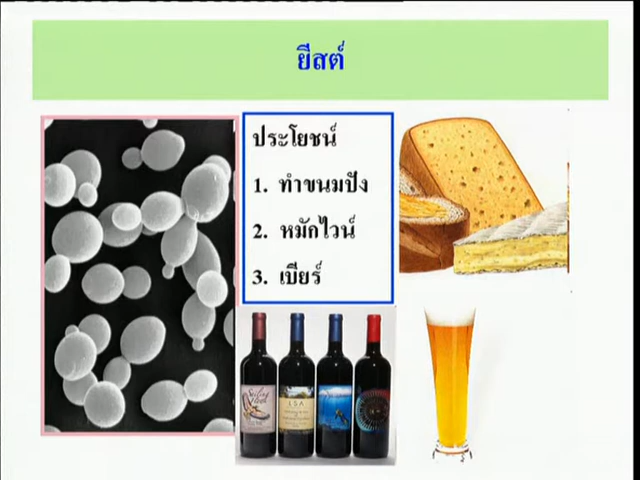 ยีสต์
ประโยชน์
1. ทำขนมปัง
2. หมักไวน์
3. เบียร์
LSA